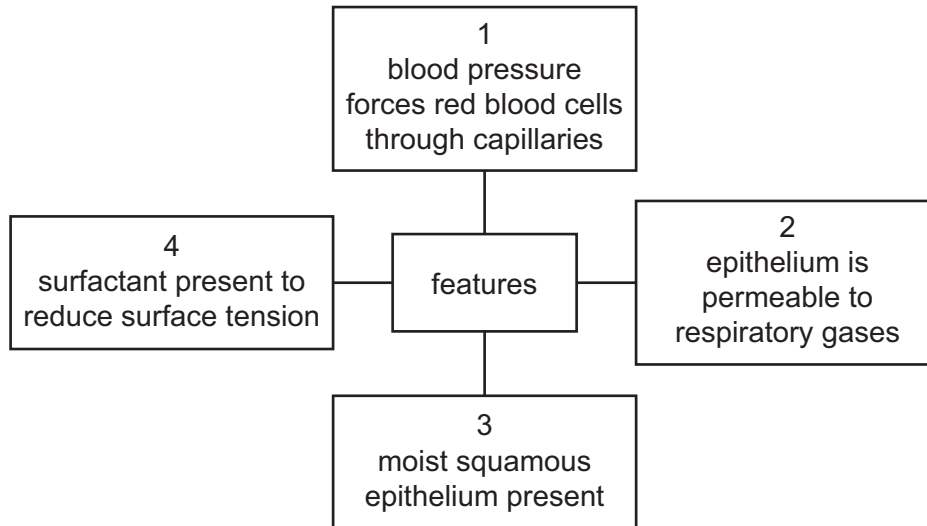 1
blood pressure
forces red blood cells
through capillaries
4
surfactant present to
reduce surface tension
features
2
epithelium is
permeable to
respiratory gases
3
moist squamous
epithelium present